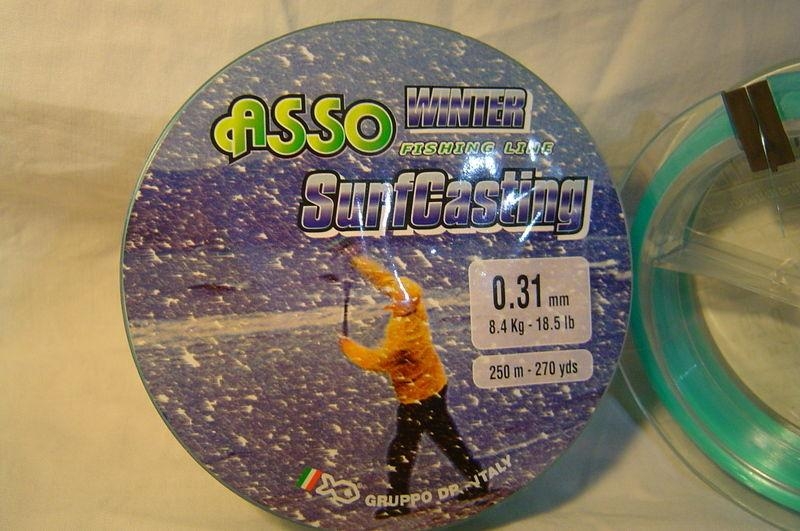 ASSO WINTER
FISHING LINE
SurfCasting
0.31 mm
8.4 Kg - 18.5 lb
250 m - 270 yds
GRUPPO DP - ITALY